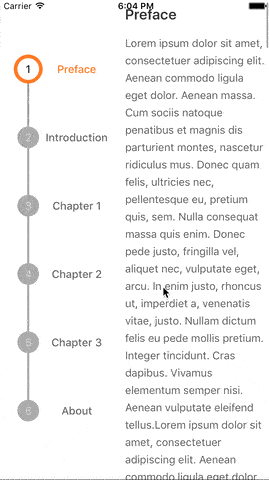 Carrier 6:04 PM
Preface
1 Preface
2 Introduction
3 Chapter 1
4 Chapter 2
5 Chapter 3
6 About
Lorem ipsum dolor sit amet,
consectetuer adipiscing elit.
Aenean commodo ligula
eget dolor. Aenean massa.
Cum sociis natoque
penatibus et magnis dis
parturient montes, nascetur
ridiculus mus. Donec quam
felis, ultricies nec,
pellentesque eu, pretium
quis, sem. Nulla consequat
massa quis enim. Donec
pede justo, fringilla vel,
aliquet nec, vulputate eget,
arcu. In enim justo, rhoncus
ut, imperdiet a, venenatis
vitae, justo. Nullam dictum
felis eu pede mollis pretium.
Integer tincidunt. Cras
dapibus. Vivamus
elementum semper nisi.
Aenean vulputate eleifend
tellus.Lorem ipsum dolor sit
amet, consectetuer
adipiscing elit. Aenean
commodo ligula eget dolor.